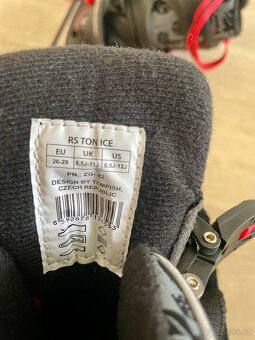 RS TON ICE
EU UK US
26-29 8,5J-11J 9,5J-12J
PN.: ZG-42
DESIGN BY TEMPISH,
CZECH REPUBLIC